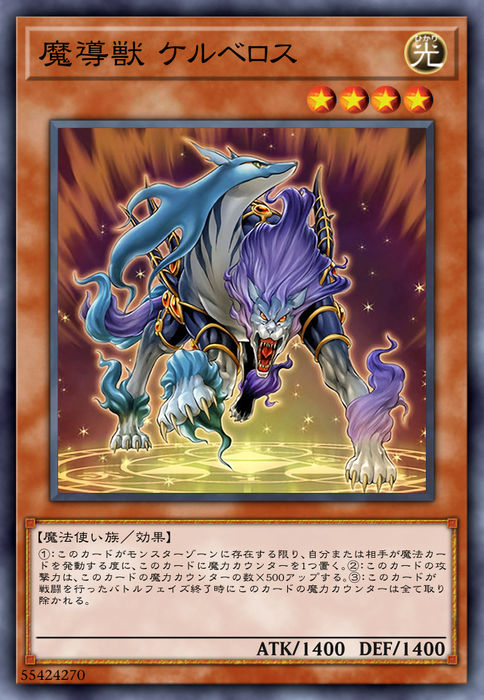 魔導獣 ケルベロス
ひかり
光
【魔法使い族／効果】
①：このカードがモンスターゾーンに存在する限り、自分または相手が魔法カー
ドを発動する度に、このカードに魔力カウンターを1つ置く。②：このカードの攻
撃力は、このカードの魔力カウンターの数×500アップする。③：このカードが
戦闘を行ったバトルフェイズ終了時にこのカードの魔力カウンターは全て取り
除かれる。
ATK/1400 DEF/1400
55424270